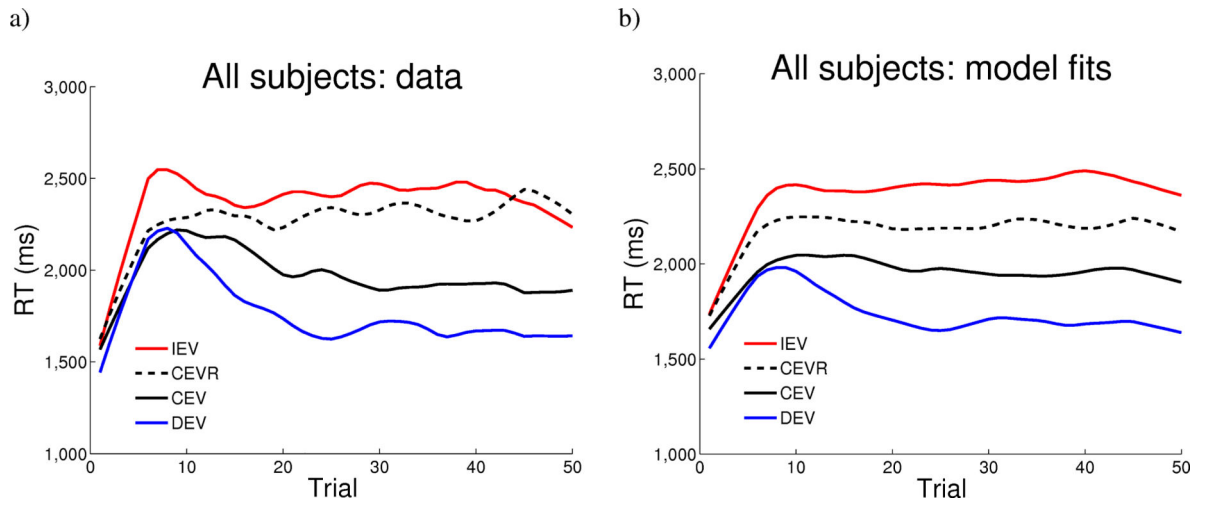 a)
All subjects: data
3,000
2,500
2,000
1,500
1,000
RT (ms)
IEV
CEVR
CEV
DEV
0 10 20 30 40 50
Trial
b)
All subjects: model fits
3,000
2,500
2,000
1,500
1,000
RT (ms)
IEV
CEVR
CEV
DEV
0 10 20 30 40 50
Trial